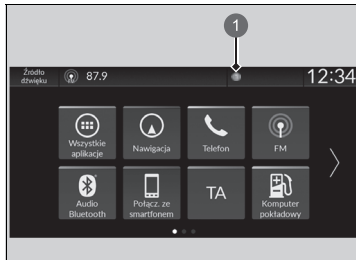 1
Źródło
dźwięku
87.9
12:34
Wszystkie
aplikacje
Nawigacja
Telefon
FM
Audio
Bluetooth
Połącz. ze
smartfonem
TA
Komputer
pokładowy